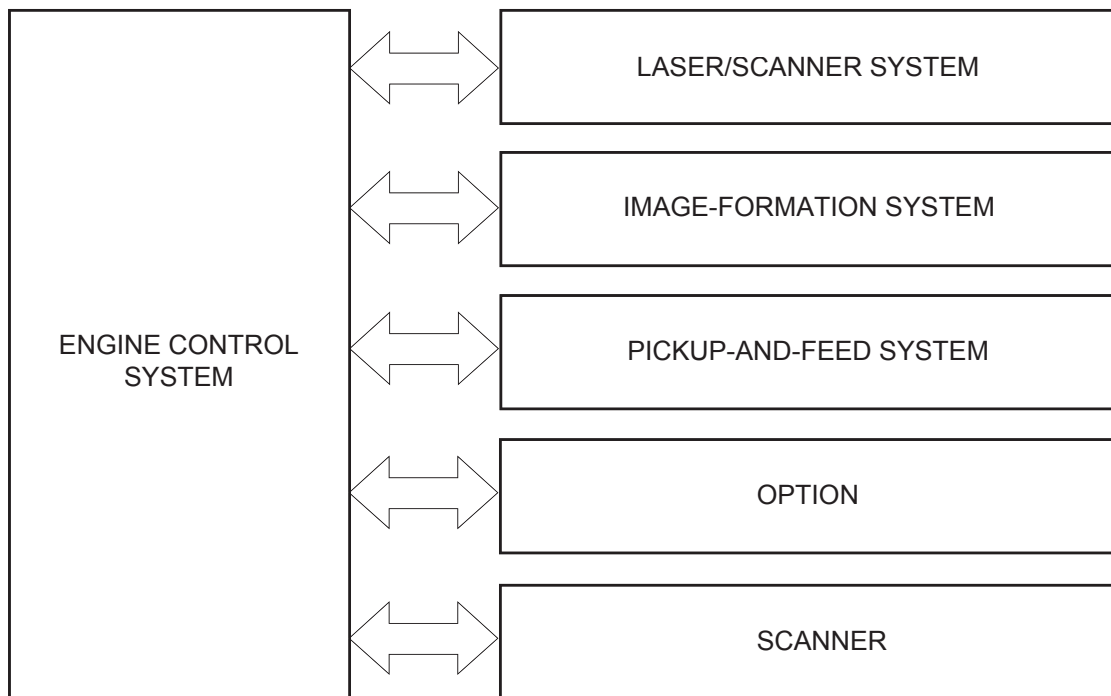 LASER/SCANNER SYSTEM
IMAGE-FORMATION SYSTEM
ENGINE CONTROL
SYSTEM
PICKUP-AND-FEED SYSTEM
OPTION
SCANNER